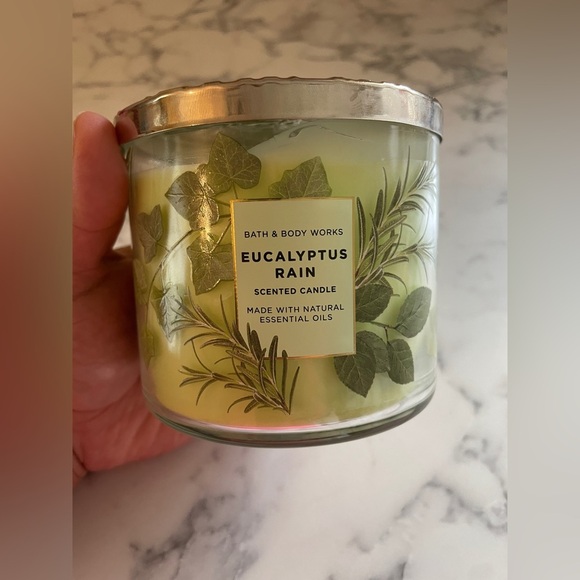 BATH & BODY WORKS
EUCALYPTUS
RAIN
SCENTED CANDLE
MADE WITH NATURAL
ESSENTIAL OILS